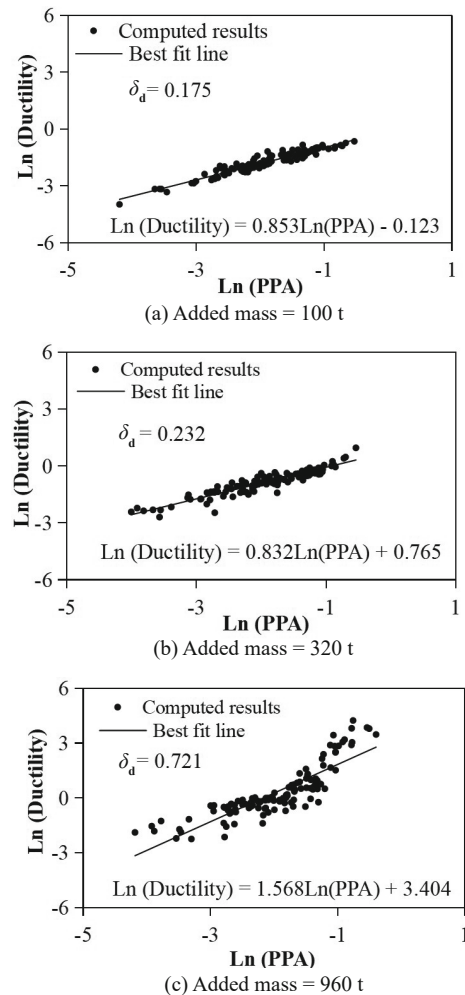 6
Computed results
Best fit line
3
δd = 0.175
0
Ln (Ductility)
-3
Ln (Ductility) = 0.853Ln(PPA) - 0.123
-6
-5
-3
-1
1
Ln (PPA)
(a) Added mass = 100 t
6
Computed results
Best fit line
3
δd = 0.232
0
Ln (Ductility)
-3
Ln (Ductility) = 0.832Ln(PPA) + 0.765
-6
-5
-3
-1
1
Ln (PPA)
(b) Added mass = 320 t
6
Computed results
Best fit line
3
δd = 0.721
0
Ln (Ductility)
-3
Ln (Ductility) = 1.568Ln(PPA) + 3.404
-6
-5
-3
-1
1
Ln (PPA)
(c) Added mass = 960 t